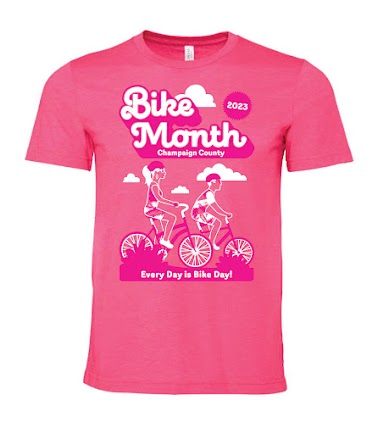 Bike
2023
Month
Champaign County
Every Day is Bike Day!